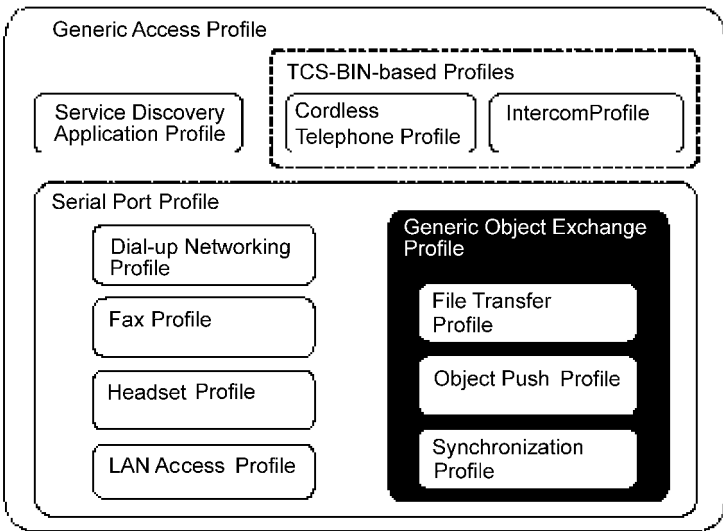 Generic Access Profile
TCS-BIN-based Profiles
Service Discovery
Application Profile
Cordless
Telephone Profile
IntercomProfile
Serial Port Profile
Dial-up Networking
Profile
Fax Profile
Headset Profile
LAN Access Profile
Generic Object Exchange
Profile
File Transfer
Profile
Object Push Profile
Synchronization
Profile